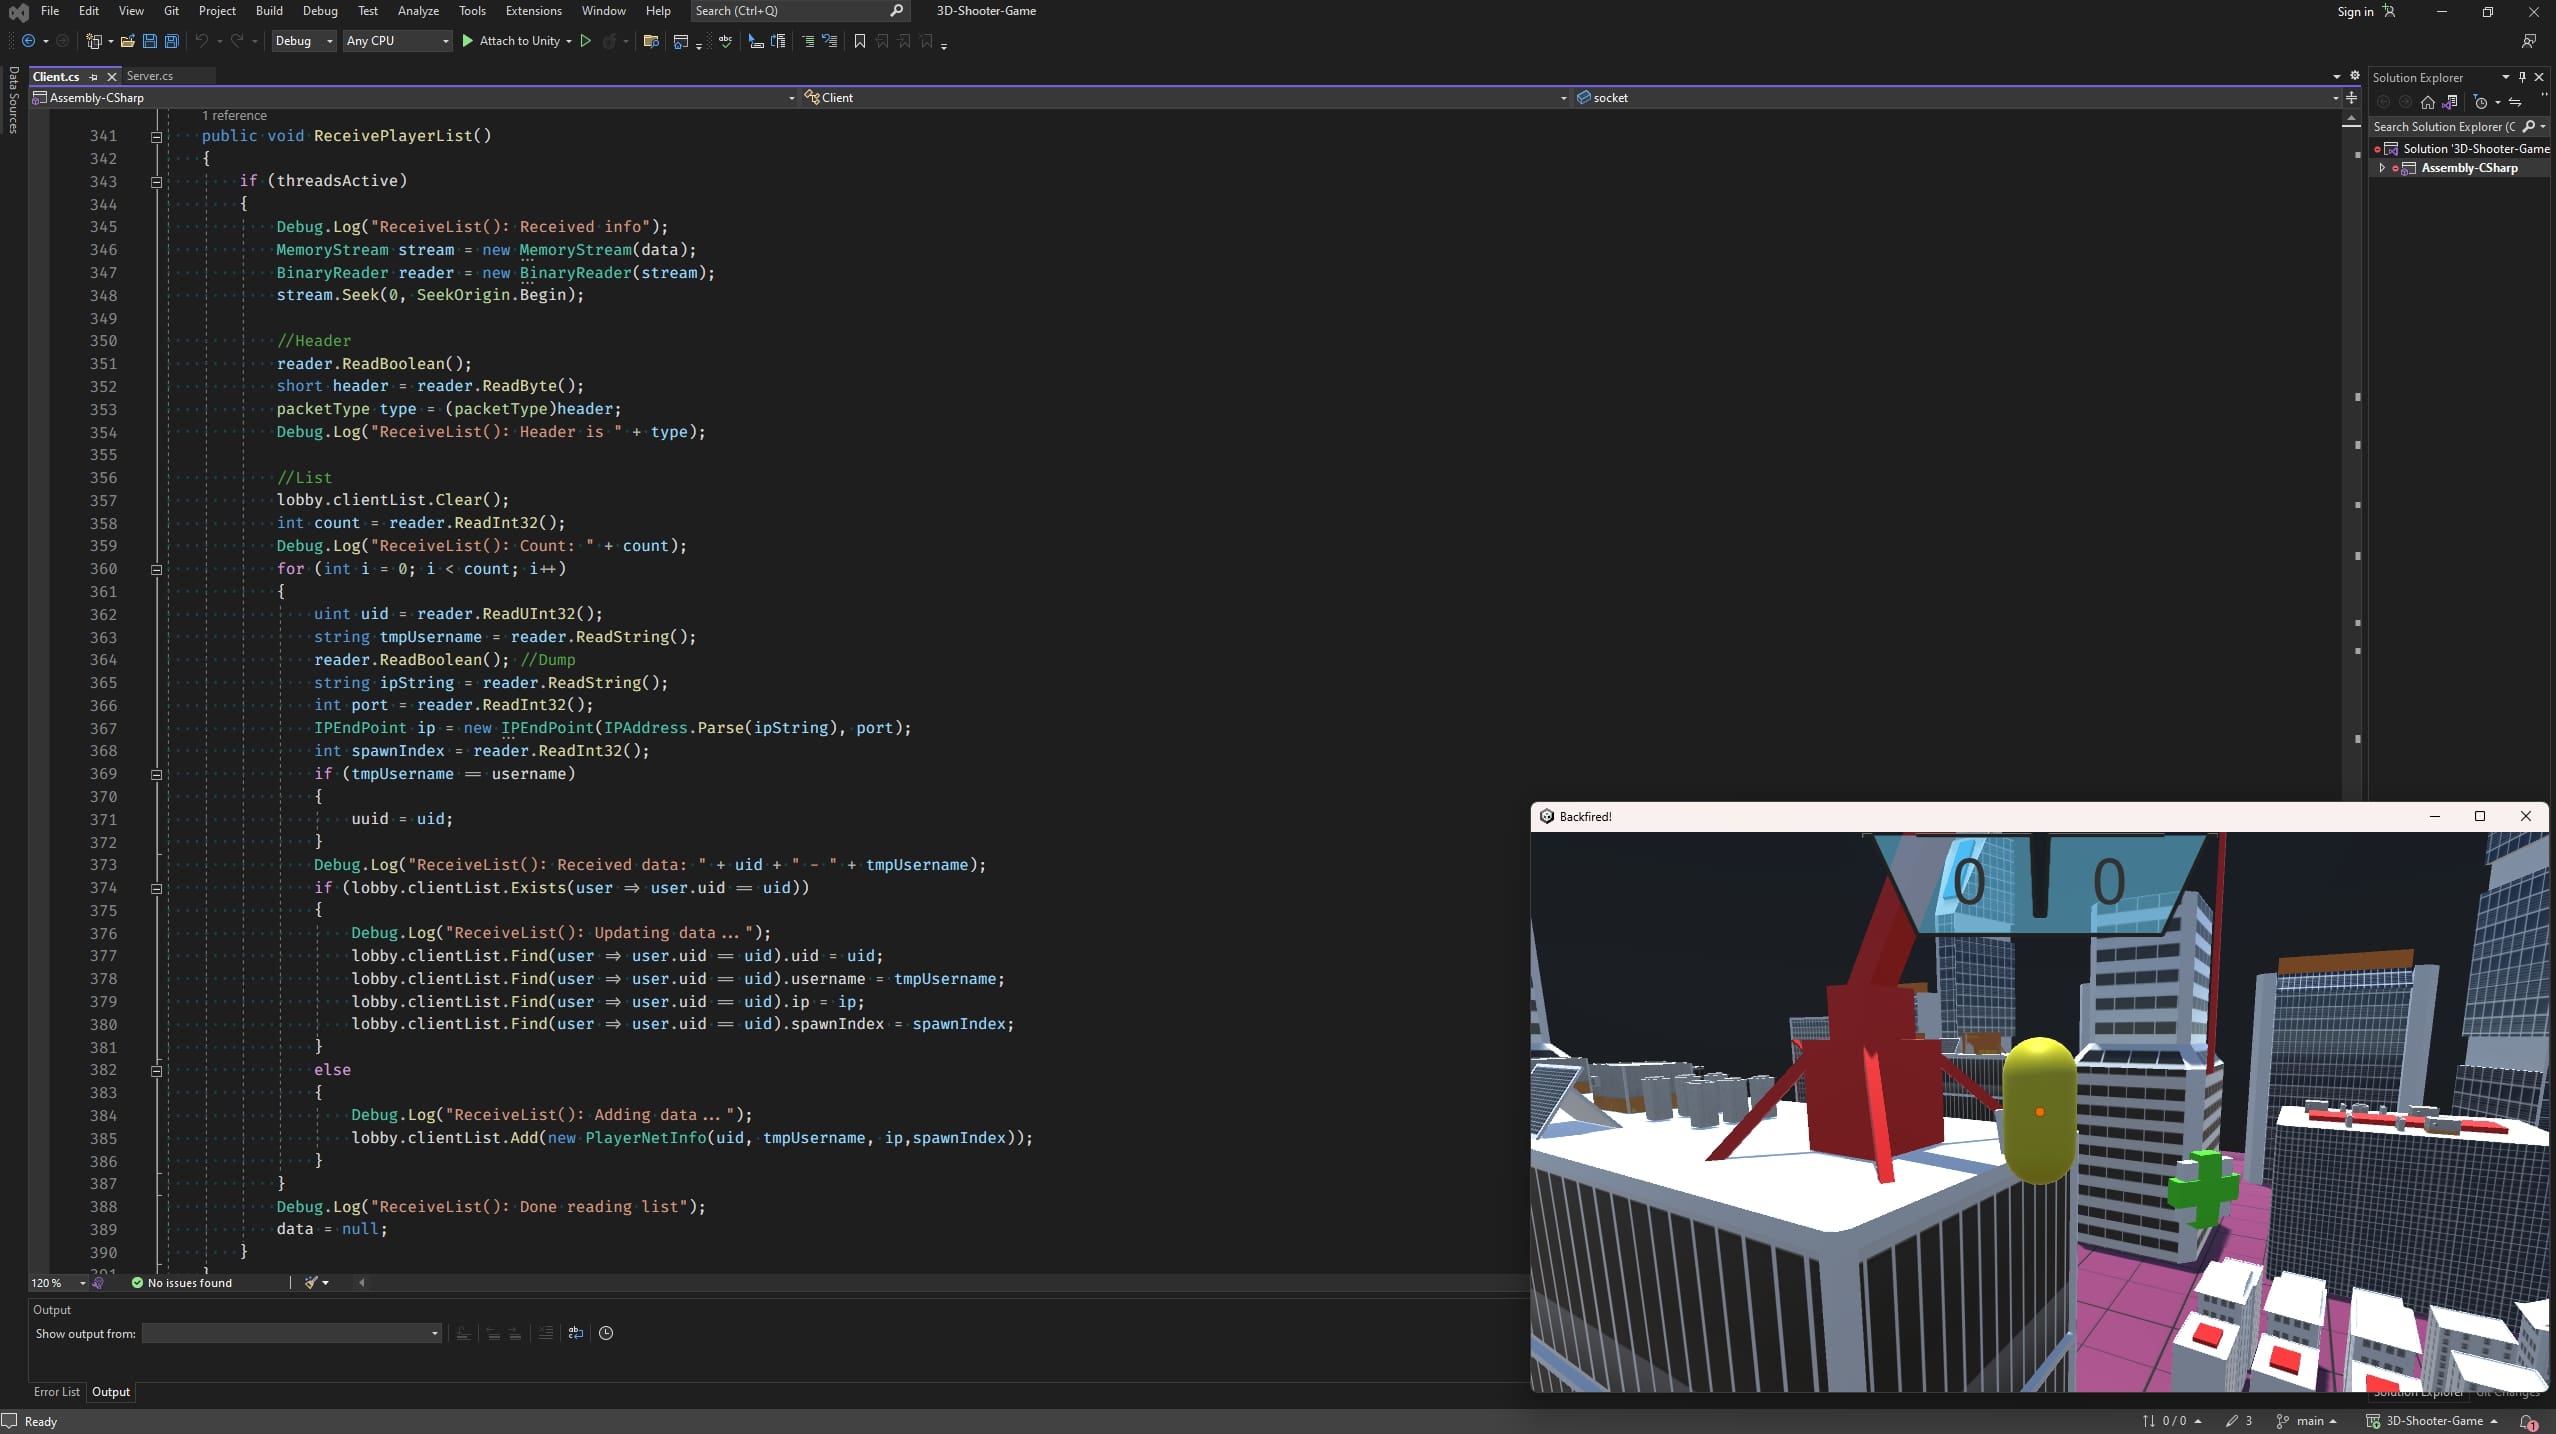 File Edit View Git Project Build Debug Test Analyze Tools Extensions Window Help Search (Ctrl+Q) 3D-Shooter-Game Sign in
Debug Any CPU Attach to Unity
Data Sources
Client.cs Server.cs
Assembly-CSharp Client socket
1 reference
341 public void ReceivePlayerList()
342 {
343 if (threadsActive)
344 {
345 Debug.Log("ReceiveList(): Received info");
346 MemoryStream stream = new MemoryStream(data);
347 BinaryReader reader = new BinaryReader(stream);
348 stream.Seek(0, SeekOrigin.Begin);
349
350 //Header
351 reader.ReadBoolean();
352 short header = reader.ReadByte();
353 packetType type = (packetType)header;
354 Debug.Log("ReceiveList(): Header is " + type);
355
356 //List
357 lobby.clientList.Clear();
358 int count = reader.ReadInt32();
359 Debug.Log("ReceiveList(): Count: " + count);
360 for (int i = 0; i < count; i++)
361 {
362 uint uid = reader.ReadUInt32();
363 string tmpUsername = reader.ReadString();
364 reader.ReadBoolean(); //Dump
365 string ipString = reader.ReadString();
366 int port = reader.ReadInt32();
367 IPEndPoint ip = new IPEndPoint(IPAddress.Parse(ipString), port);
368 int spawnIndex = reader.ReadInt32();
369 if (tmpUsername == username)
370 {
371 uuid = uid;
372 }
373 Debug.Log("ReceiveList(): Received data: " + uid + " - " + tmpUsername);
374 if (lobby.clientList.Exists(user => user.uid == uid))
375 {
376 Debug.Log("ReceiveList(): Updating data...");
377 lobby.clientList.Find(user => user.uid == uid).uid = uid;
378 lobby.clientList.Find(user => user.uid == uid).username = tmpUsername;
379 lobby.clientList.Find(user => user.uid == uid).ip = ip;
380 lobby.clientList.Find(user => user.uid == uid).spawnIndex = spawnIndex;
381 }
382 else
383 {
384 Debug.Log("ReceiveList(): Adding data...");
385 lobby.clientList.Add(new PlayerNetInfo(uid, tmpUsername, ip,spawnIndex));
386 }
387 }
388 Debug.Log("ReceiveList(): Done reading list");
389 data = null;
390 }
391
120 % No issues found
Output
Show output from:
Error List Output
Ready
0 / 0 3 main 3D-Shooter-Game 1
Solution Explorer
Search Solution Explorer (C
Solution '3D-Shooter-Game
Assembly-CSharp
Backfired!
0 0
Solution Explorer Git Changes